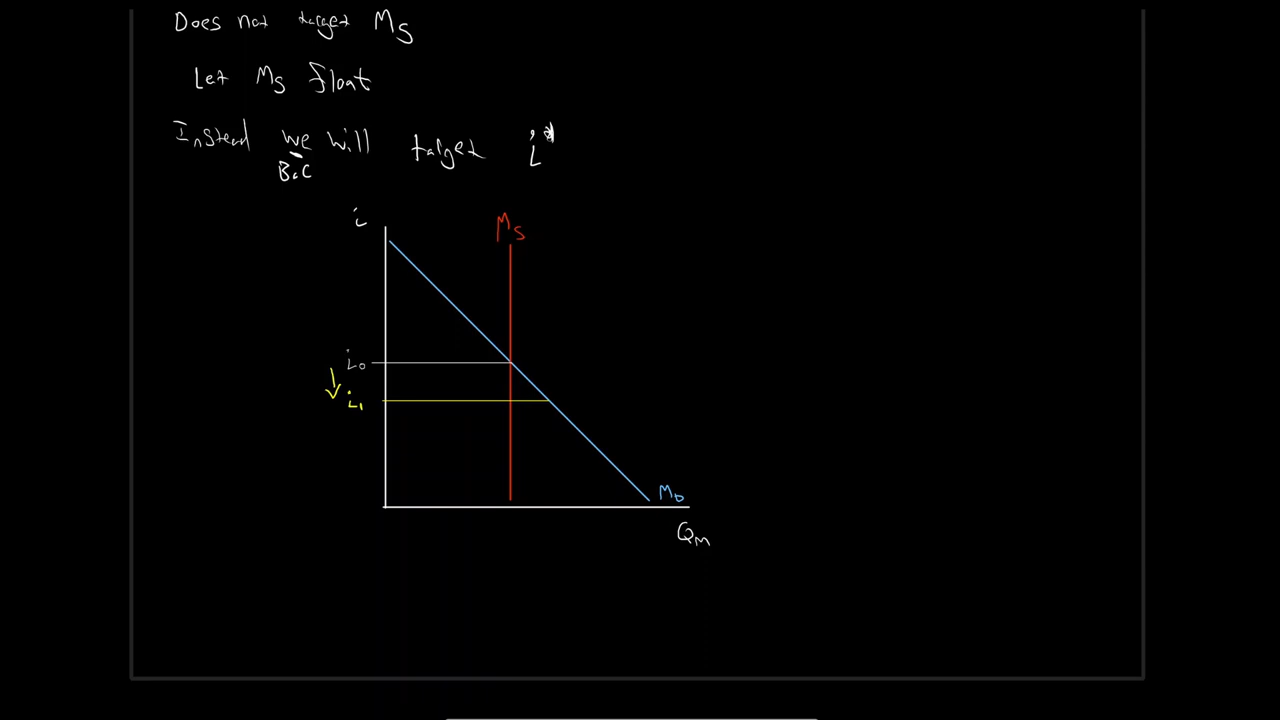 Does not target Ms
Let Ms float
Instead we will target i*
BoC
i
Ms
i0
i1
MD
QM